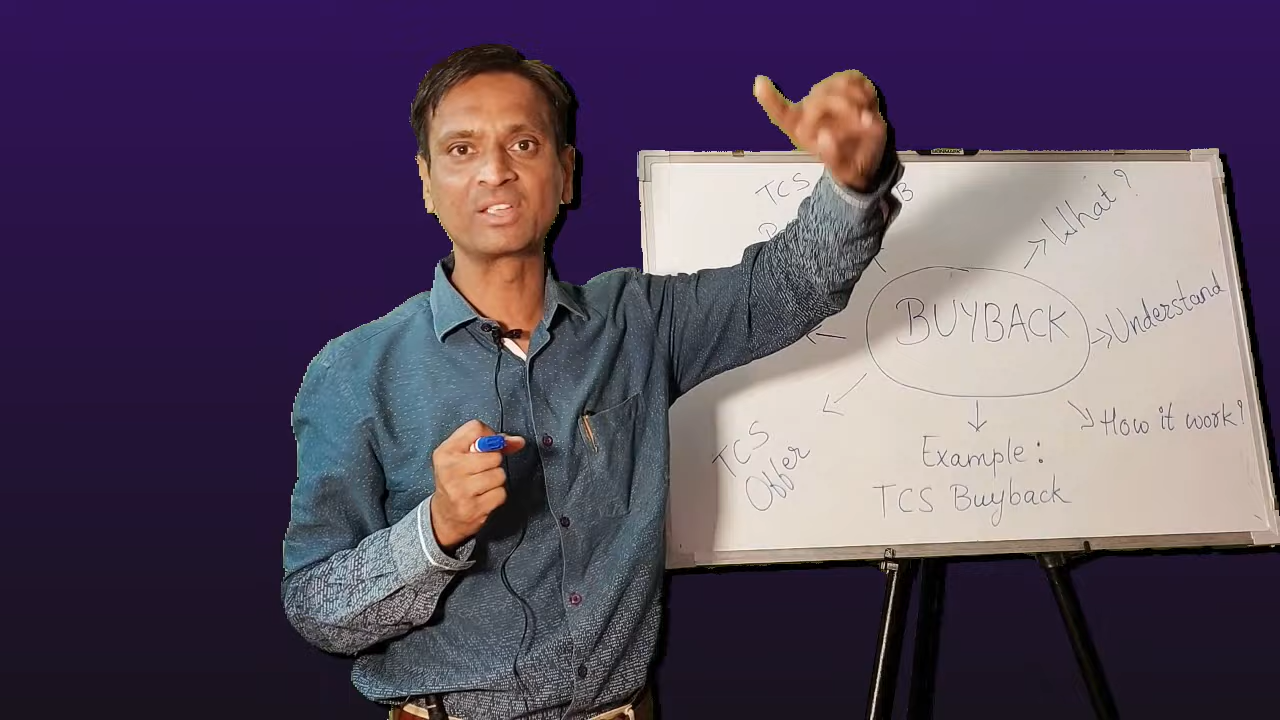 TCS
B
What?
BUYBACK
Understand
How it work?
TCS
Offer
Example:
TCS Buyback